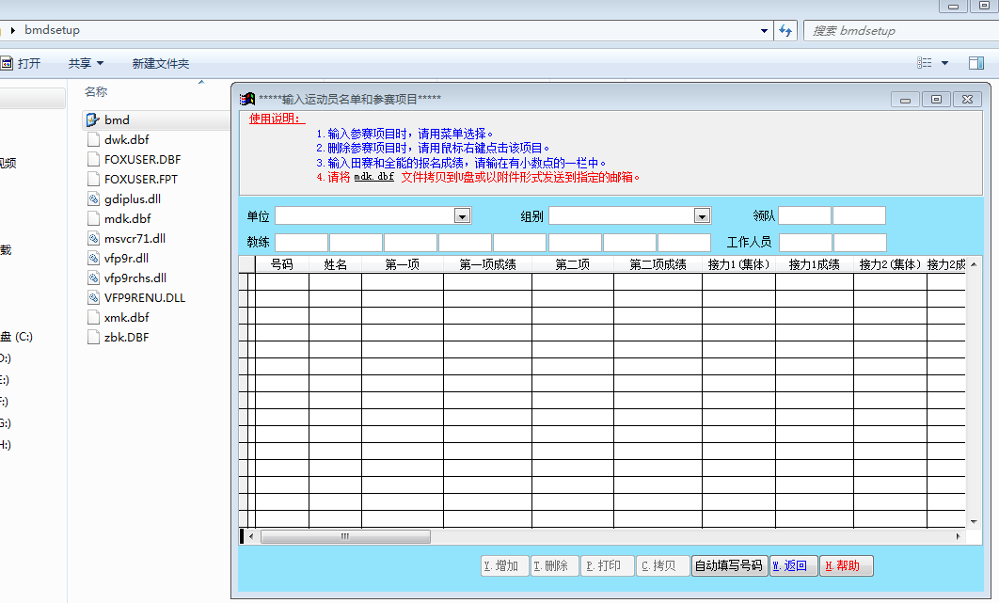 bmdsetup
搜索 bmdsetup
打开
共享
新建文件夹
名称
bmd
dwk.dbf
FOXUSER.DBF
FOXUSER.FPT
gdiplus.dll
mdk.dbf
msvcr71.dll
vfp9r.dll
vfp9rchs.dll
VFP9RENU.DLL
xmk.dbf
zbk.DBF
视频
载
盘 (C:)
D:)
E:)
F:)
G:)
H:)
*****输入运动员名单和参赛项目*****
使用说明:
1.输入参赛项目时，请用菜单选择。
2.删除参赛项目时，请用鼠标右键点击该项目。
3.输入田赛和全能的报名成绩，请输在有小数点的一栏中。
4.请将 mdk.dbf 文件拷贝到U盘或以附件形式发送到指定的邮箱。
单位 组别 领队
教练 工作人员
号码 姓名 第一项 第一项成绩 第二项 第二项成绩 接力1(集体) 接力1成绩 接力2(集体) 接力2成
Y.增加 T.删除 P.打印 C.拷贝 自动填写号码 W.返回 H.帮助